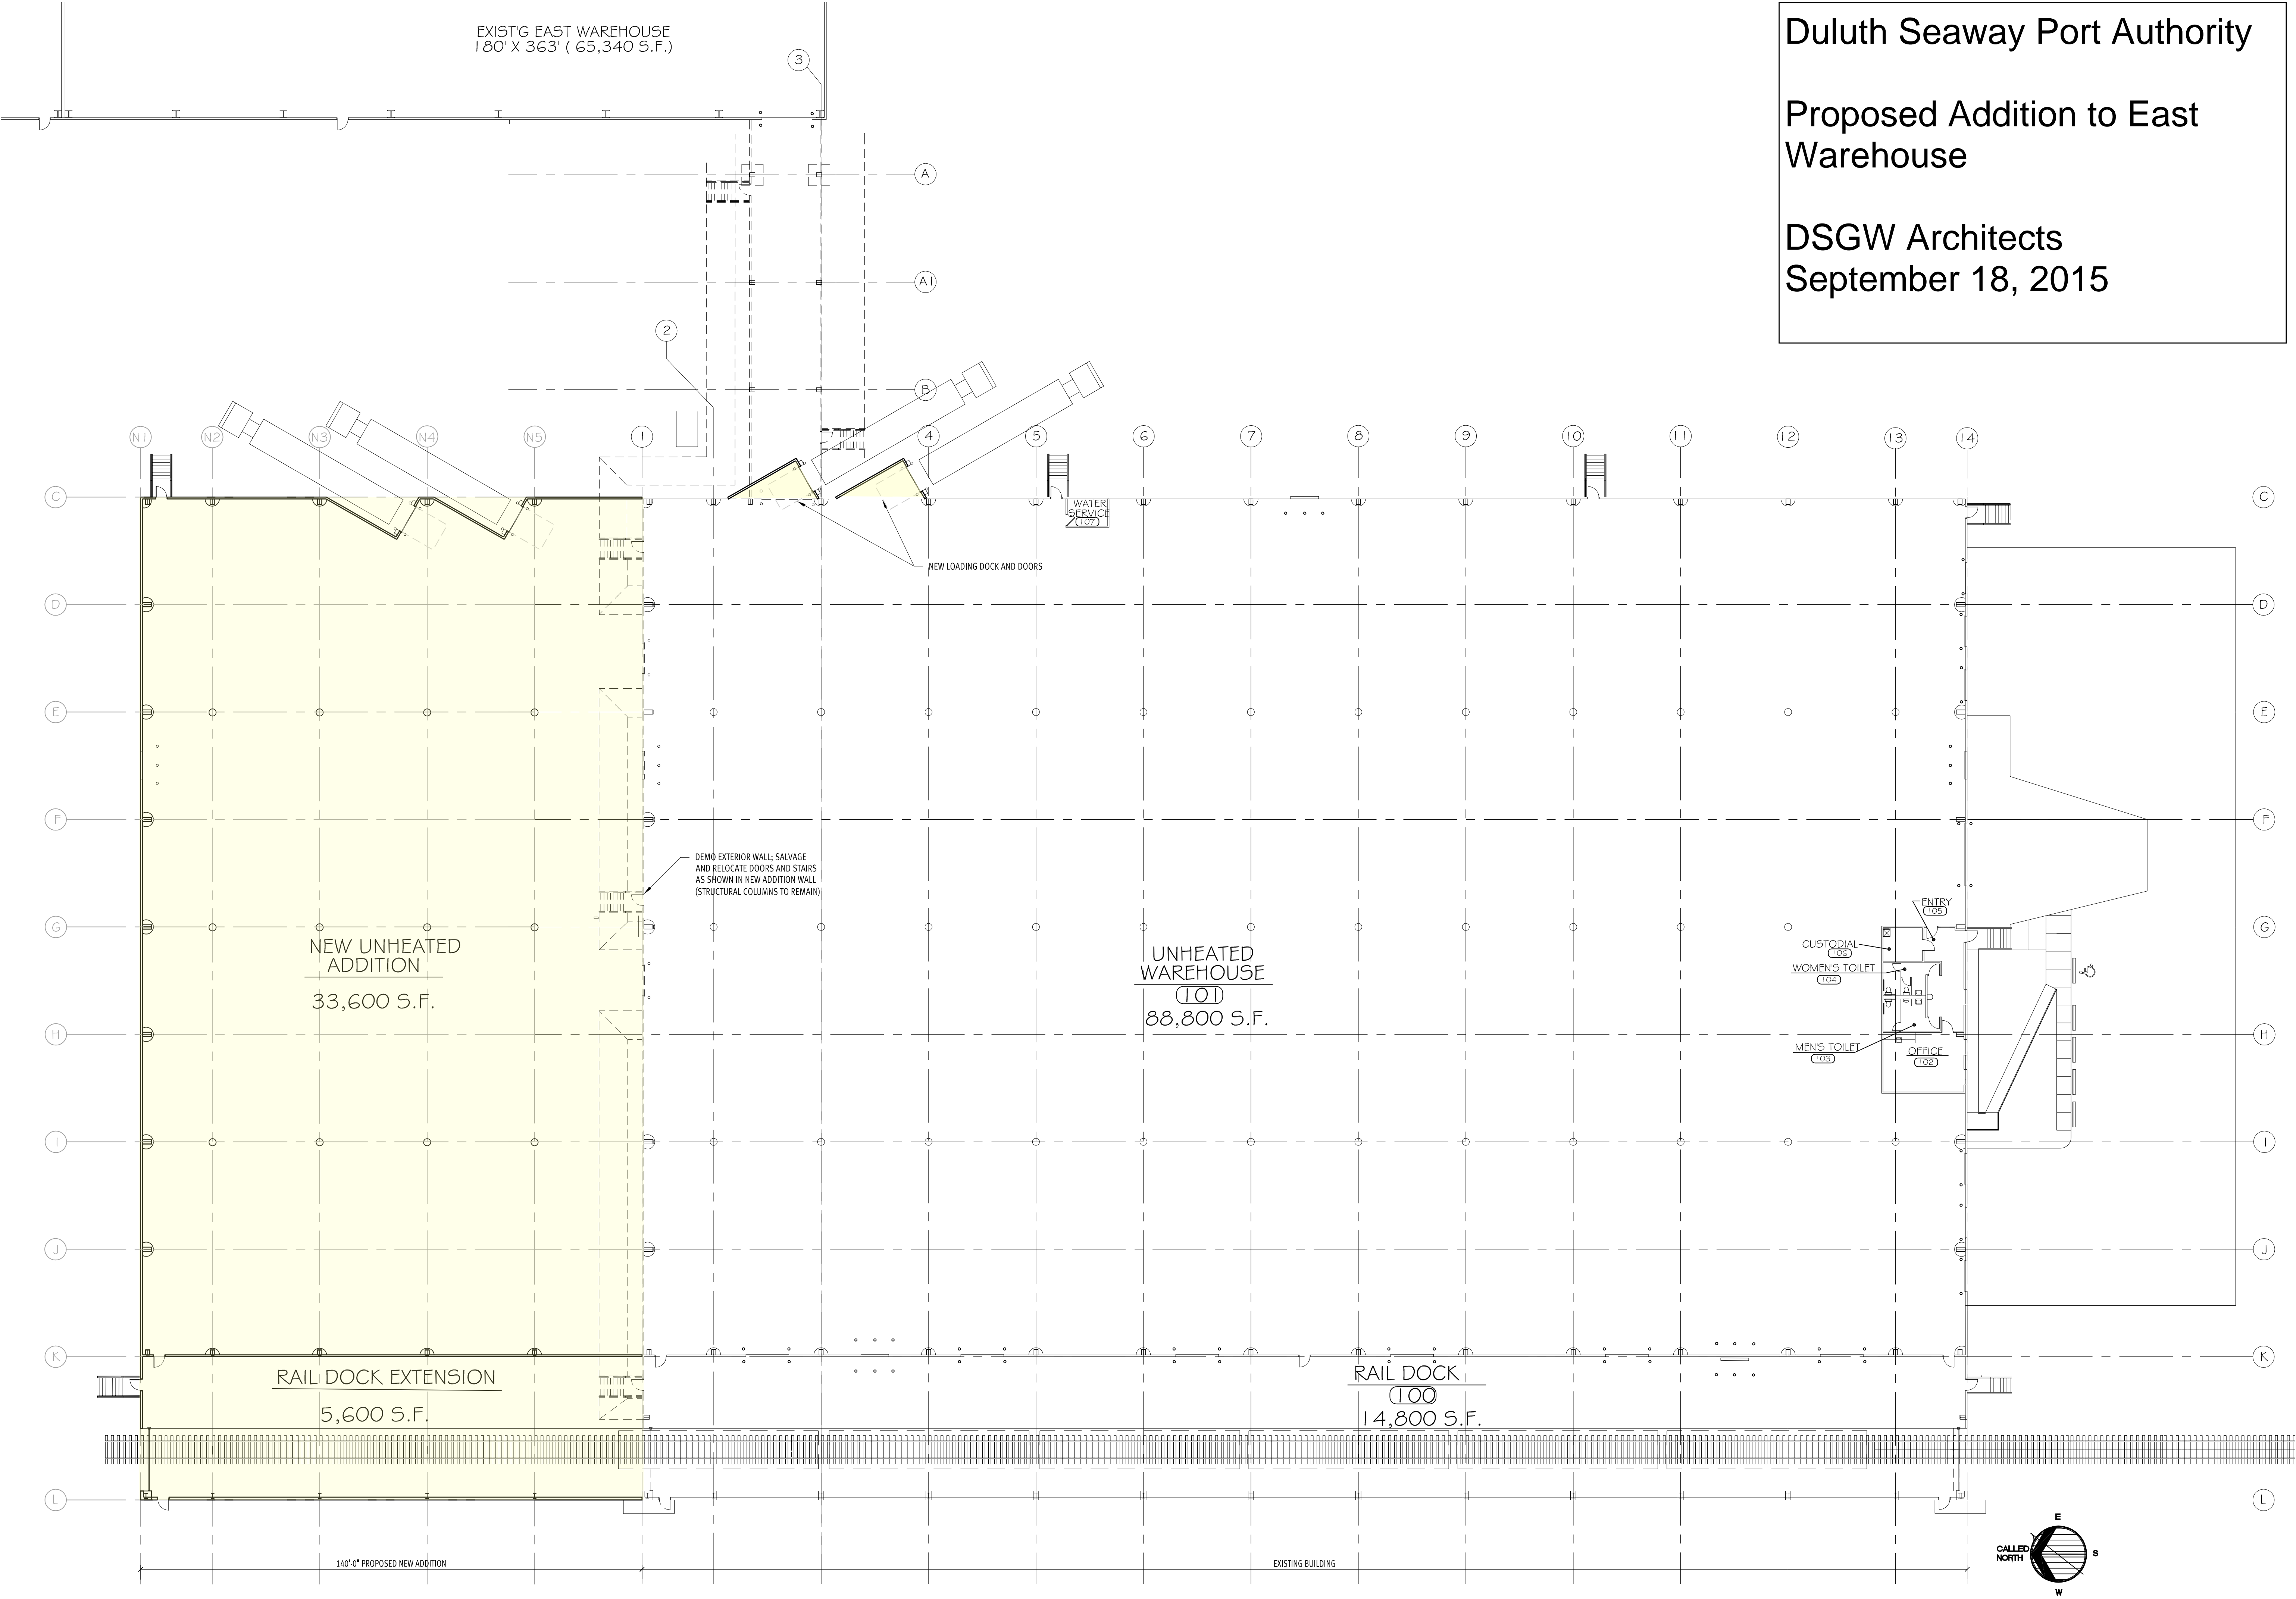 EXIST'G EAST WAREHOUSE
180' X 363' ( 65,340 S.F.)
Duluth Seaway Port Authority
Proposed Addition to East
Warehouse
DSGW Architects
September 18, 2015
3
A
A1
2
B
N1 N2 N3 N4 N5 1 4 5 6 7 8 9 10 11 12 13 14
C C
WATER
SERVICE
107
NEW LOADING DOCK AND DOORS
D D
E E
F F
DEMO EXTERIOR WALL; SALVAGE
AND RELOCATE DOORS AND STAIRS
AS SHOWN IN NEW ADDITION WALL
(STRUCTURAL COLUMNS TO REMAIN)
ENTRY
105
G G
NEW UNHEATED
ADDITION
33,600 S.F.
UNHEATED
WAREHOUSE
101
88,800 S.F.
CUSTODIAL
106
WOMEN'S TOILET
104
H H
MEN'S TOILET
103
OFFICE
102
I I
J J
K K
RAIL DOCK EXTENSION
5,600 S.F.
RAIL DOCK
100
14,800 S.F.
L L
140'-0" PROPOSED NEW ADDITION
EXISTING BUILDING
E
CALLED
NORTH
S
W